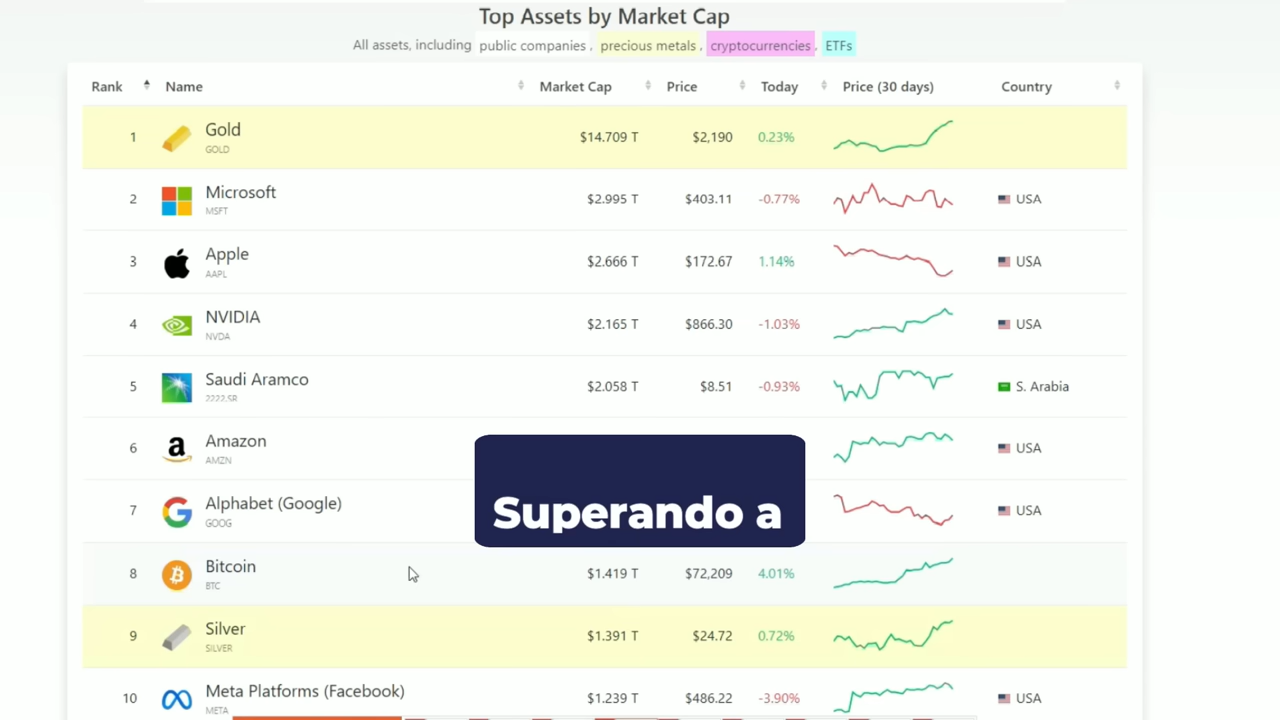 Top Assets by Market Cap
All assets, including public companies, precious metals, cryptocurrencies, ETFs
Rank Name Market Cap Price Today Price (30 days) Country
1 Gold $14.709 T $2,190 0.23%
GOLD
2 Microsoft $2.995 T $403.11 -0.77% USA
MSFT
3 Apple $2.666 T $172.67 1.14% USA
AAPL
4 NVIDIA $2.165 T $866.30 -1.03% USA
NVDA
5 Saudi Aramco $2.058 T $8.51 -0.93% S. Arabia
2222.SR
6 Amazon USA
AMZN
7 Alphabet (Google) USA
GOOG
Superando a
8 Bitcoin $1.419 T $72,209 4.01%
BTC
9 Silver $1.391 T $24.72 0.72%
SILVER
10 Meta Platforms (Facebook) $1.239 T $486.22 -3.90% USA
META